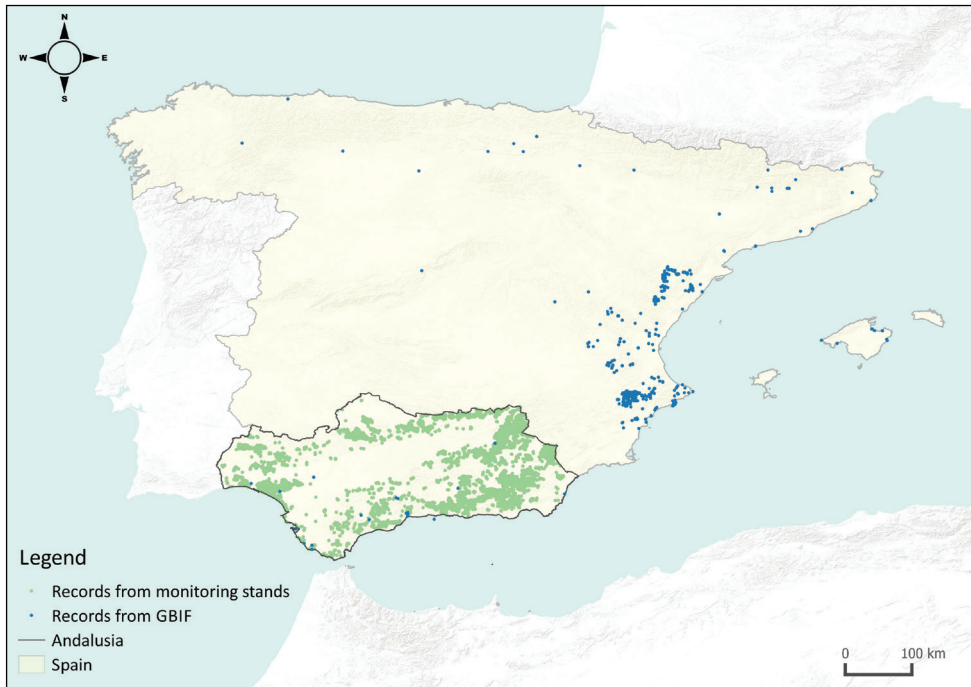 N
W E
S
Legend
Records from monitoring stands
Records from GBIF
Andalusia
Spain
0 100 km